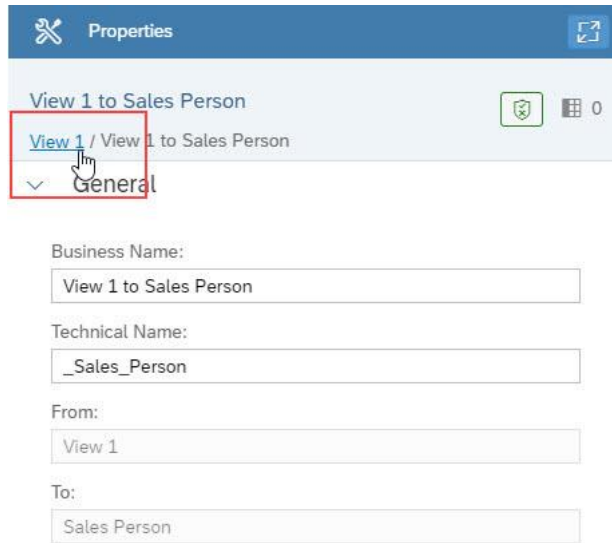 Properties
View 1 to Sales Person
0
View 1 / View 1 to Sales Person
General
Business Name:
View 1 to Sales Person
Technical Name:
_Sales_Person
From:
View 1
To:
Sales Person